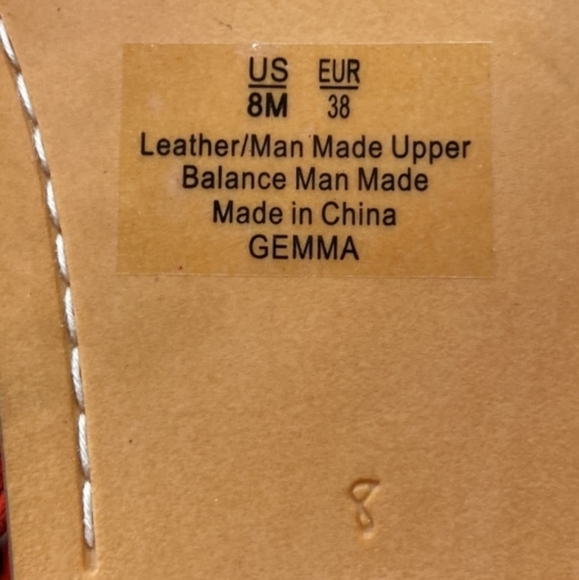 US EUR
8M 38
Leather/Man Made Upper
Balance Man Made
Made in China
GEMMA
8